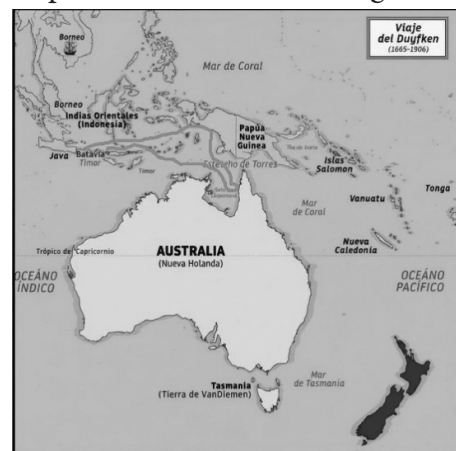 Viaje
del Duyfken
(1665-1906)
Borneo
Mar de Coral
Borneo
Indias Orientales
(Indonesia)
Papúa
Nueva
Guinea
Java
Batavia
Timor
Timor
Estrecho de Torres
Islas
Salomon
Mar
de Coral
Vanuatu
Tonga
Nueva
Caledonia
Trópico de Capricornio
AUSTRALIA
(Nueva Holanda)
OCEÁNO
ÍNDICO
OCEÁNO
PACÍFICO
Tasmania
(Tierra de VanDiemen)
Mar
de Tasmania